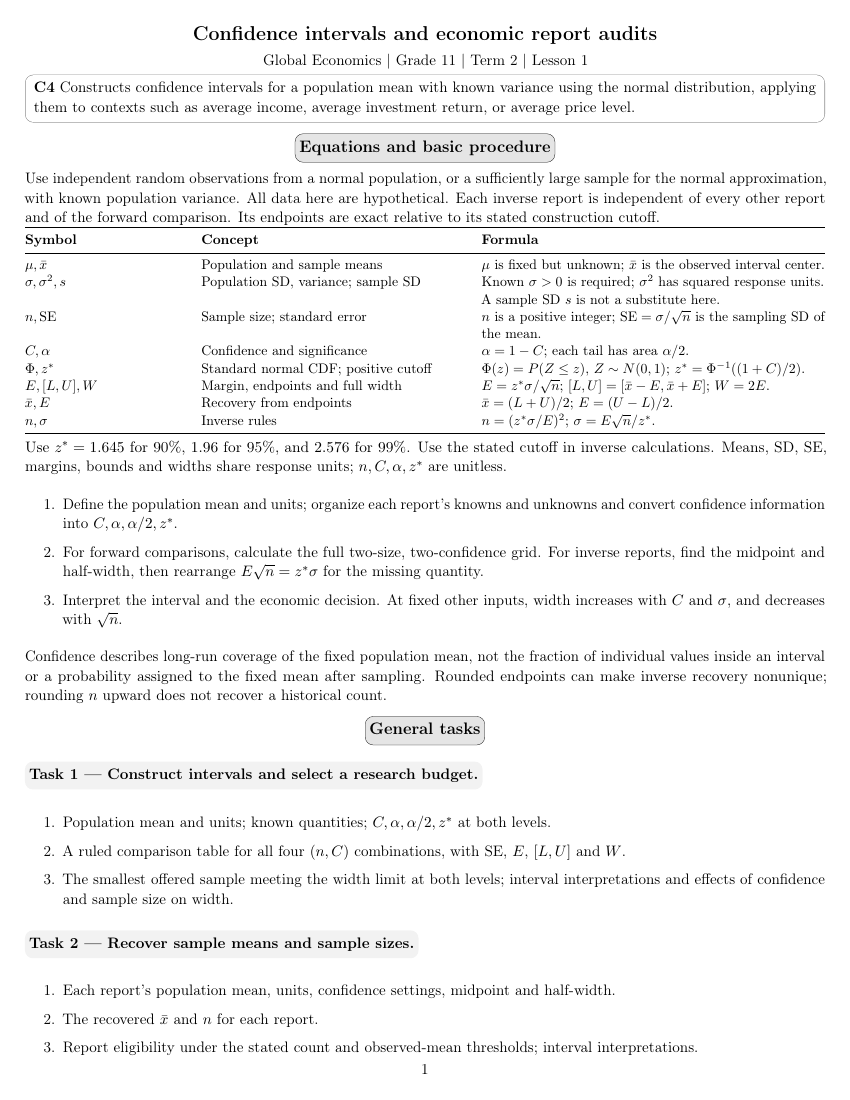 Confidence intervals and economic report audits
Global Economics | Grade 11 | Term 2 | Lesson 1
C4 Constructs confidence intervals for a population mean with known variance using the normal distribution, applying
them to contexts such as average income, average investment return, or average price level.
Equations and basic procedure
Use independent random observations from a normal population, or a sufficiently large sample for the normal approximation,
with known population variance. All data here are hypothetical. Each inverse report is independent of every other report
and of the forward comparison. Its endpoints are exact relative to its stated construction cutoff.
Symbol Concept Formula
μ, x̄ Population and sample means μ is fixed but unknown; x̄ is the observed interval center.
σ, σ², s Population SD, variance; sample SD Known σ > 0 is required; σ² has squared response units.
A sample SD s is not a substitute here.
n, SE Sample size; standard error n is a positive integer; SE = σ/√n is the sampling SD of
the mean.
C, α Confidence and significance α = 1 − C; each tail has area α/2.
Φ, z* Standard normal CDF; positive cutoff Φ(z) = P(Z ≤ z), Z ∼ N(0, 1); z* = Φ⁻¹((1 + C)/2).
E, [L, U], W Margin, endpoints and full width E = z*σ/√n; [L, U] = [x̄ − E, x̄ + E]; W = 2E.
x̄, E Recovery from endpoints x̄ = (L + U)/2; E = (U − L)/2.
n, σ Inverse rules n = (z*σ/E)²; σ = E√n/z*.
Use z* = 1.645 for 90%, 1.96 for 95%, and 2.576 for 99%. Use the stated cutoff in inverse calculations. Means, SD, SE,
margins, bounds and widths share response units; n, C, α, z* are unitless.
1. Define the population mean and units; organize each report's knowns and unknowns and convert confidence information
into C, α, α/2, z*.
2. For forward comparisons, calculate the full two-size, two-confidence grid. For inverse reports, find the midpoint and
half-width, then rearrange E√n = z*σ for the missing quantity.
3. Interpret the interval and the economic decision. At fixed other inputs, width increases with C and σ, and decreases
with √n.
Confidence describes long-run coverage of the fixed population mean, not the fraction of individual values inside an interval
or a probability assigned to the fixed mean after sampling. Rounded endpoints can make inverse recovery nonunique;
rounding n upward does not recover a historical count.
General tasks
Task 1 — Construct intervals and select a research budget.
1. Population mean and units; known quantities; C, α, α/2, z* at both levels.
2. A ruled comparison table for all four (n, C) combinations, with SE, E, [L, U] and W.
3. The smallest offered sample meeting the width limit at both levels; interval interpretations and effects of confidence
and sample size on width.
Task 2 — Recover sample means and sample sizes.
1. Each report's population mean, units, confidence settings, midpoint and half-width.
2. The recovered x̄ and n for each report.
3. Report eligibility under the stated count and observed-mean thresholds; interval interpretations.
1